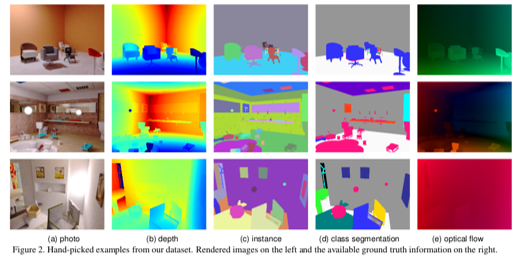 (a) photo (b) depth (c) instance (d) class segmentation (e) optical flow
Figure 2. Hand-picked examples from our dataset. Rendered images on the left and the available ground truth information on the right.